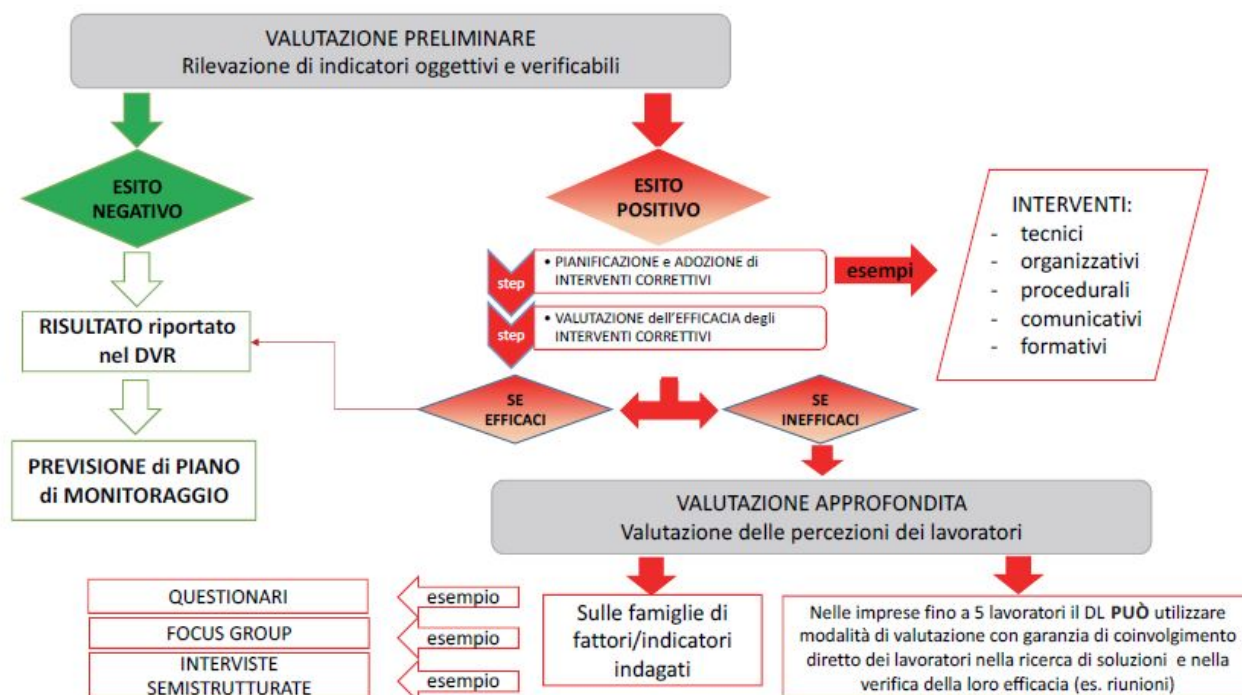 VALUTAZIONE PRELIMINARE
Rilevazione di indicatori oggettivi e verificabili
ESITO
NEGATIVO
ESITO
POSITIVO
INTERVENTI:
- tecnici
- organizzativi
- procedurali
- comunicativi
- formativi
step
• PIANIFICAZIONE e ADOZIONE di
INTERVENTI CORRETTIVI
esempi
step
• VALUTAZIONE dell'EFFICACIA degli
INTERVENTI CORRETTIVI
RISULTATO riportato
nel DVR
SE
EFFICACI
SE
INEFFICACI
PREVISIONE di PIANO
di MONITORAGGIO
VALUTAZIONE APPROFONDITA
Valutazione delle percezioni dei lavoratori
QUESTIONARI
esempio
FOCUS GROUP
esempio
INTERVISTE
SEMISTRUTTURATE
esempio
Sulle famiglie di
fattori/indicatori
indagati
Nelle imprese fino a 5 lavoratori il DL PUÒ utilizzare
modalità di valutazione con garanzia di coinvolgimento
diretto dei lavoratori nella ricerca di soluzioni e nella
verifica della loro efficacia (es. riunioni)